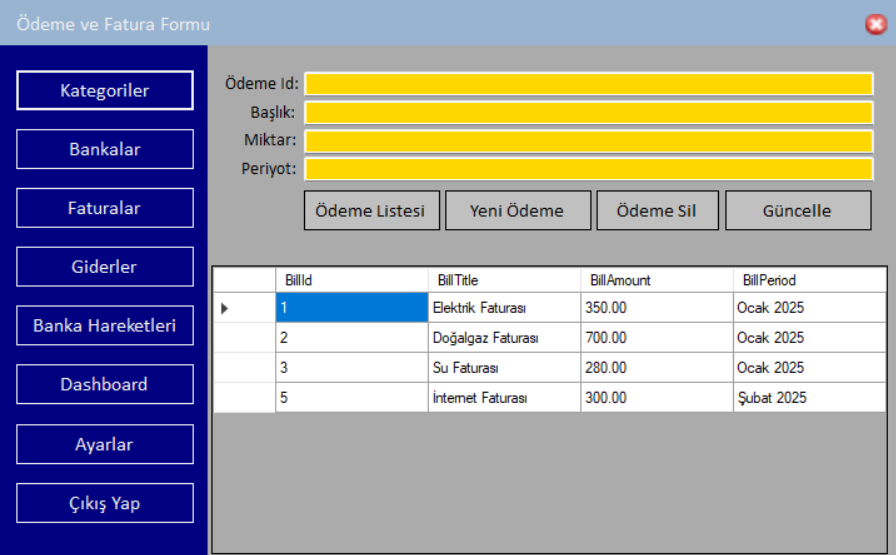 Ödeme ve Fatura Formu
Kategoriler
Bankalar
Faturalar
Giderler
Banka Hareketleri
Dashboard
Ayarlar
Çıkış Yap
Ödeme Id:
Başlık:
Miktar:
Periyot:
Ödeme Listesi Yeni Ödeme Ödeme Sil Güncelle
BillId BillTitle BillAmount BillPeriod
1 Elektrik Faturası 350.00 Ocak 2025
2 Doğalgaz Faturası 700.00 Ocak 2025
3 Su Faturası 280.00 Ocak 2025
5 İnternet Faturası 300.00 Şubat 2025